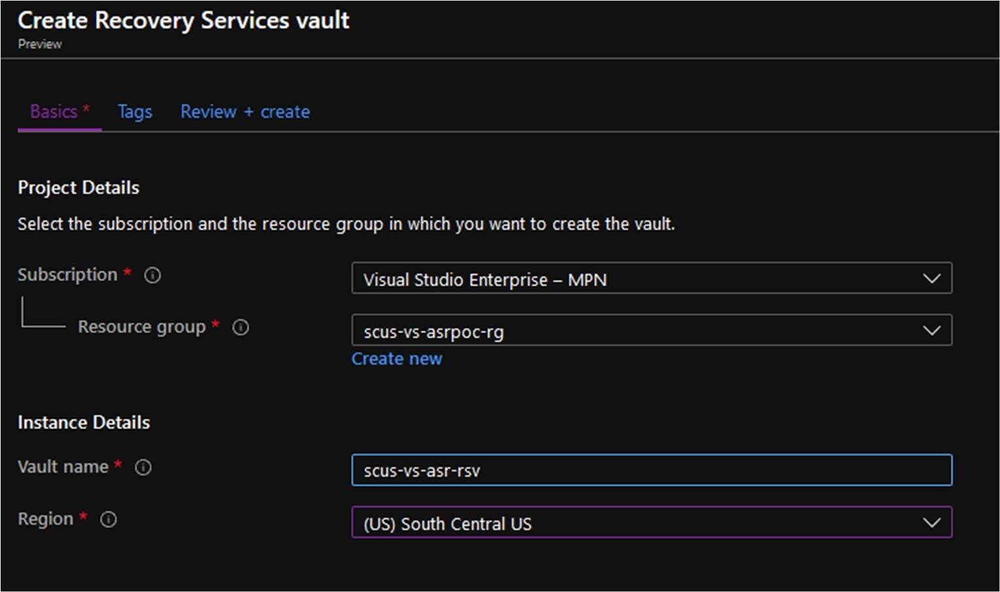 Create Recovery Services vault
Preview
Basics * Tags Review + create
Project Details
Select the subscription and the resource group in which you want to create the vault.
Subscription * Visual Studio Enterprise – MPN
Resource group * scus-vs-asrpoc-rg
Create new
Instance Details
Vault name * scus-vs-asr-rsv
Region * (US) South Central US